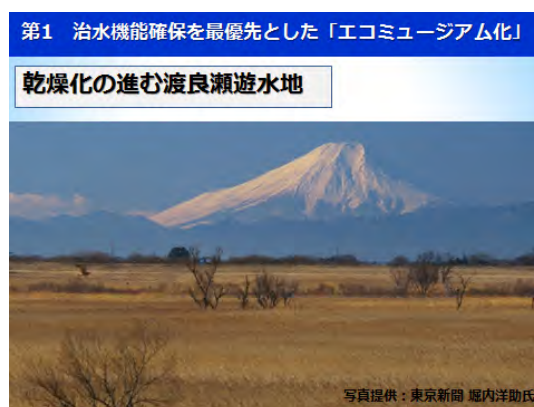 第1　治水機能確保を最優先とした「エコミュージアム化」
乾燥化の進む渡良瀬遊水地
写真提供：東京新聞 堀内洋助氏